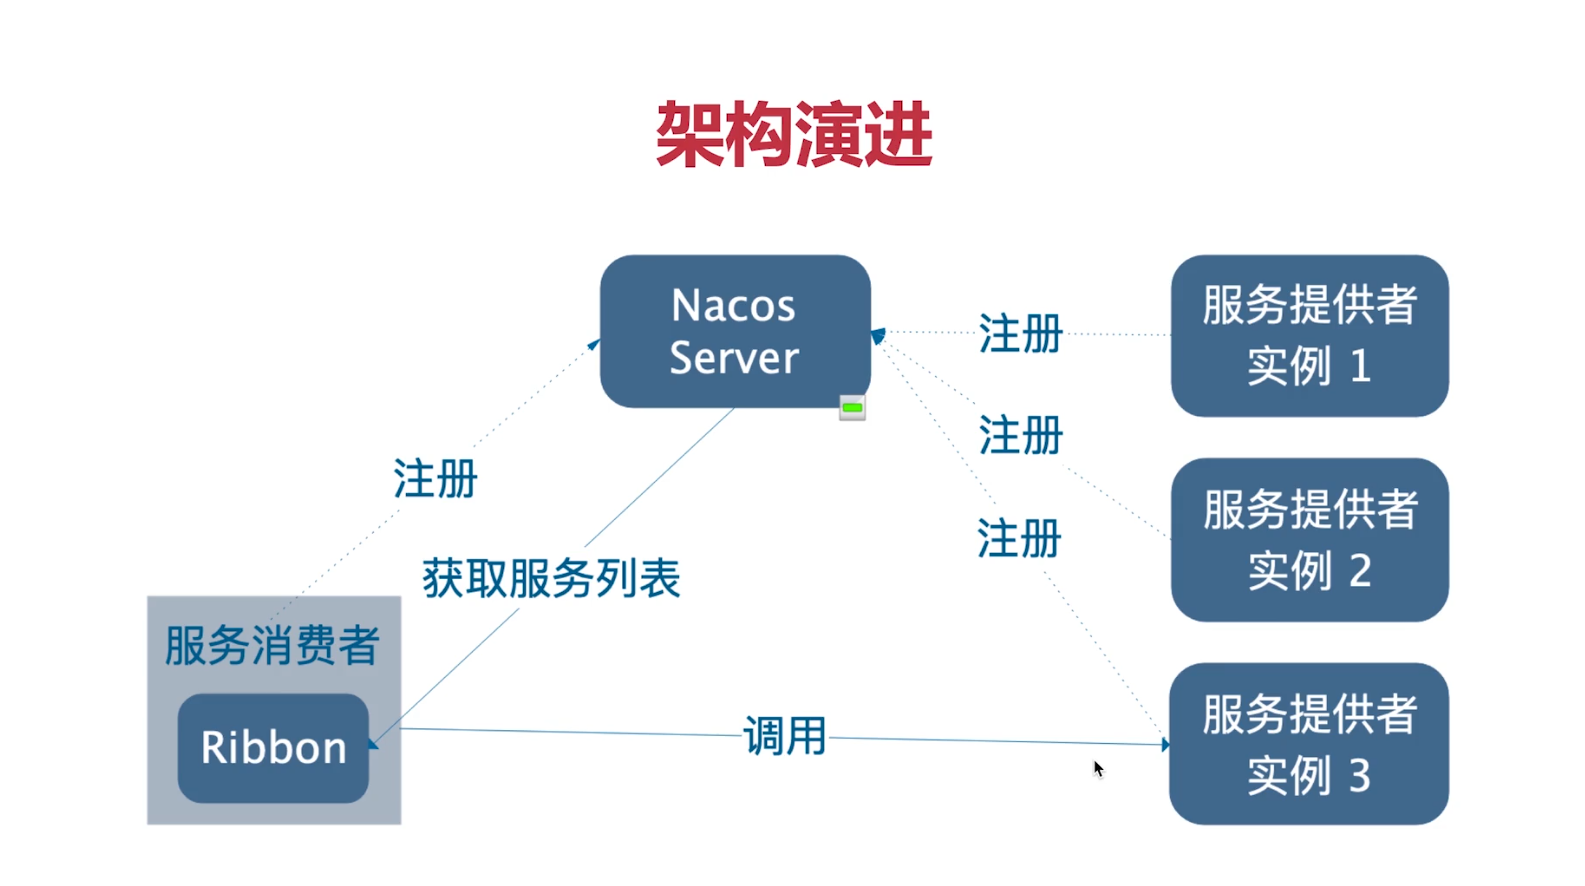 架构演进
Nacos
Server
服务提供者
实例 1
注册
注册
服务提供者
实例 2
注册
注册
获取服务列表
服务消费者
Ribbon
调用
服务提供者
实例 3